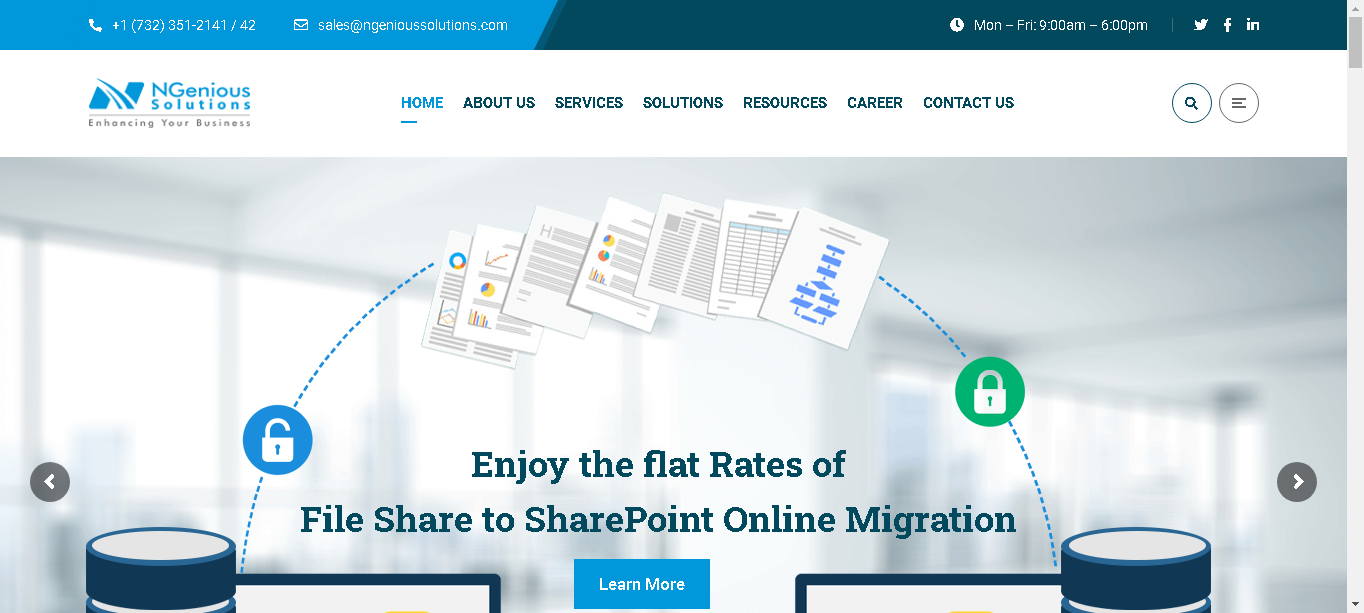 +1 (732) 351-2141 / 42
sales@ngenioussolutions.com
Mon – Fri: 9:00am – 6:00pm
NGenious
Solutions
Enhancing Your Business
HOME
ABOUT US
SERVICES
SOLUTIONS
RESOURCES
CAREER
CONTACT US
H
Enjoy the flat Rates of
File Share to SharePoint Online Migration
Learn More